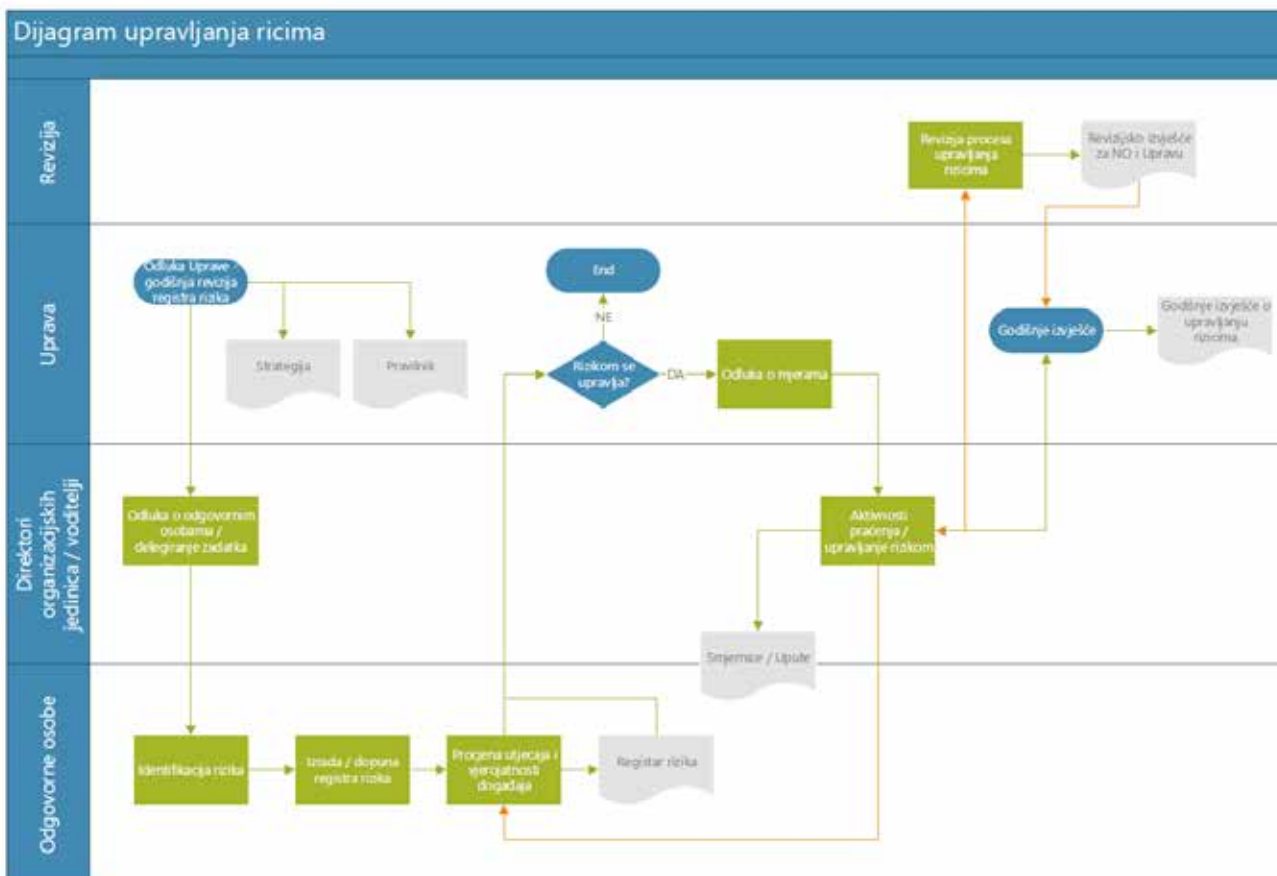 Dijagram upravljanja ricima
Revizija
Revizija procesa
upravljanja
rizicima
Revizijsko izvješće
za NO i Upravu
Uprava
Odluka Uprave
godišnja revizija
registra rizika
Strategija
Pravilnik
End
NE
Rizikom se
upravlja?
DA
Odluka o mjerama
Godišnje izvješće
Godišnje izvješće o
upravljanju
rizicima
Direktori
organizacijskih
jedinica / voditelji
Odluka o odgovornim
osobama /
delegiranje zadatka
Aktivnosti
praćenja /
upravljanje rizikom
Smjernice / Upute
Odgovorne osobe
Identifikacija rizika
Izrada / dopuna
registra rizika
Procjena utjecaja i
vjerojatnosti
događaja
Registar rizika